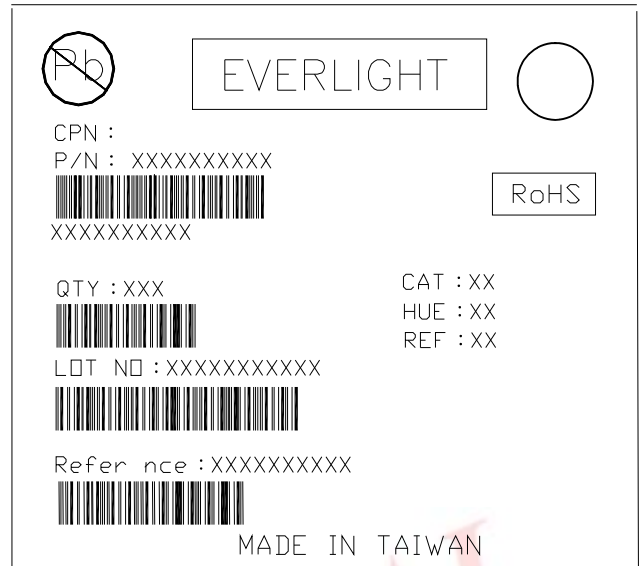 Pb
EVERLIGHT
CPN :
P/N : XXXXXXXXXX
RoHS
XXXXXXXXXX
QTY : XXX
CAT : XX
HUE : XX
REF : XX
LOT NO : XXXXXXXXXXX
Refer nce : XXXXXXXXXX
MADE IN TAIWAN